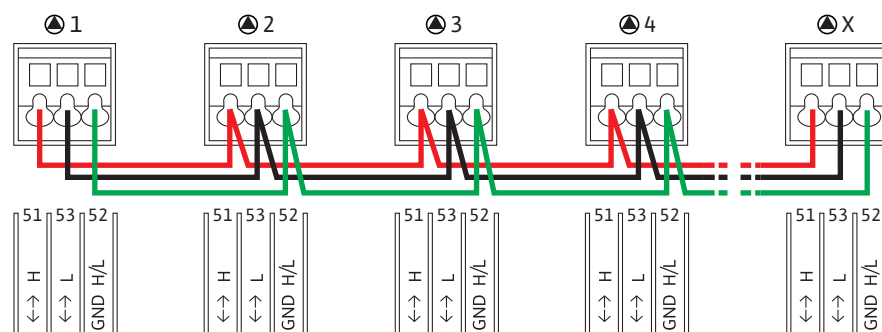 1 2 3 4 X
51 53 52 51 53 52 51 53 52 51 53 52 51 53 52
<--> H
<--> L
GND H/L
<--> H
<--> L
GND H/L
<--> H
<--> L
GND H/L
<--> H
<--> L
GND H/L
<--> H
<--> L
GND H/L